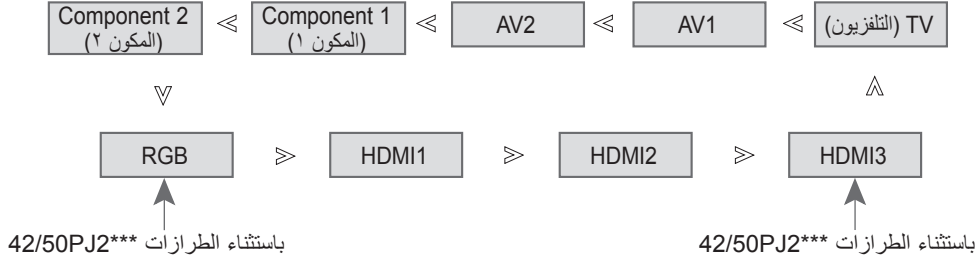 TV (التلفزيون)
AV1
AV2
Component 1
(المكون ١)
Component 2
(المكون ٢)
RGB
HDMI1
HDMI2
HDMI3
باستثناء الطرازات ***42/50PJ2
باستثناء الطرازات ***42/50PJ2